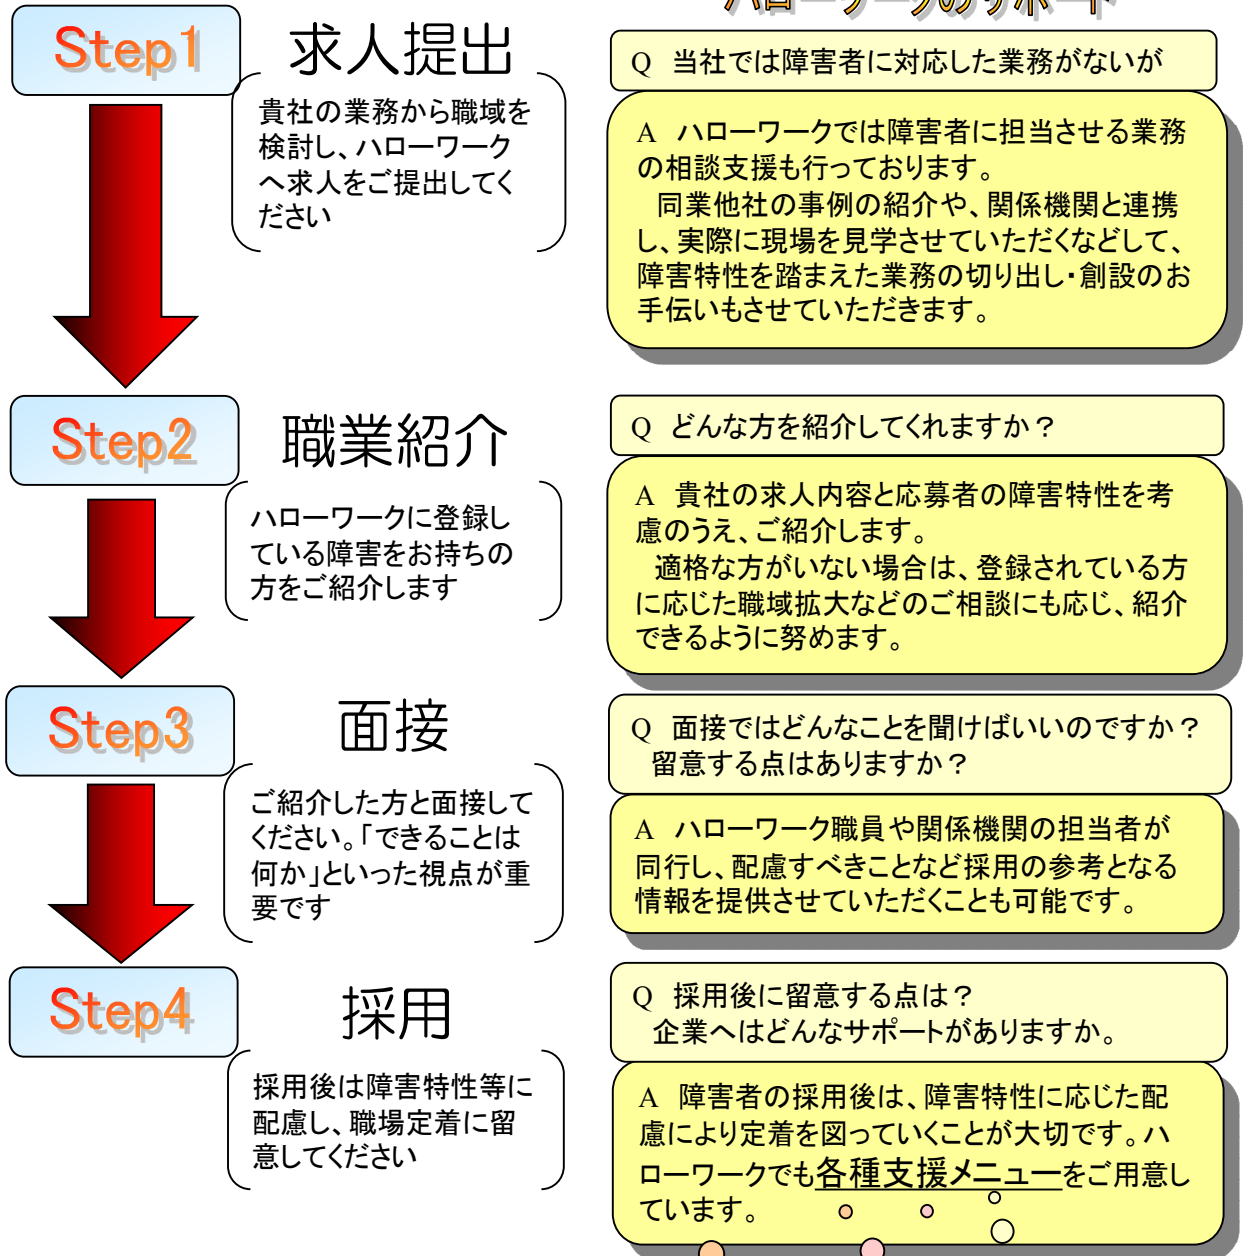 ハローワークのサポート
Step1
求人提出
貴社の業務から職域を
検討し、ハローワーク
へ求人をご提出してく
ださい
Q 当社では障害者に対応した業務がないが
A ハローワークでは障害者に担当させる業務
の相談支援も行っております。
同業他社の事例の紹介や、関係機関と連携
し、実際に現場を見学させていただくなどして、
障害特性を踏まえた業務の切り出し・創設のお
手伝いもさせていただきます。
Step2
職業紹介
ハローワークに登録し
ている障害をお持ちの
方をご紹介します
Q どんな方を紹介してくれますか？
A 貴社の求人内容と応募者の障害特性を考
慮のうえ、ご紹介します。
適格な方がいない場合は、登録されている方
に応じた職域拡大などのご相談にも応じ、紹介
できるように努めます。
Step3
面接
ご紹介した方と面接して
ください。「できることは
何か」といった視点が重
要です
Q 面接ではどんなことを聞けばいいのですか？
留意する点はありますか？
A ハローワーク職員や関係機関の担当者が
同行し、配慮すべきことなど採用の参考となる
情報を提供させていただくことも可能です。
Step4
採用
採用後は障害特性等に
配慮し、職場定着に留
意してください
Q 採用後に留意する点は？
企業へはどんなサポートがありますか。
A 障害者の採用後は、障害特性に応じた配
慮により定着を図っていくことが大切です。ハ
ローワークでも各種支援メニューをご用意し
ています。